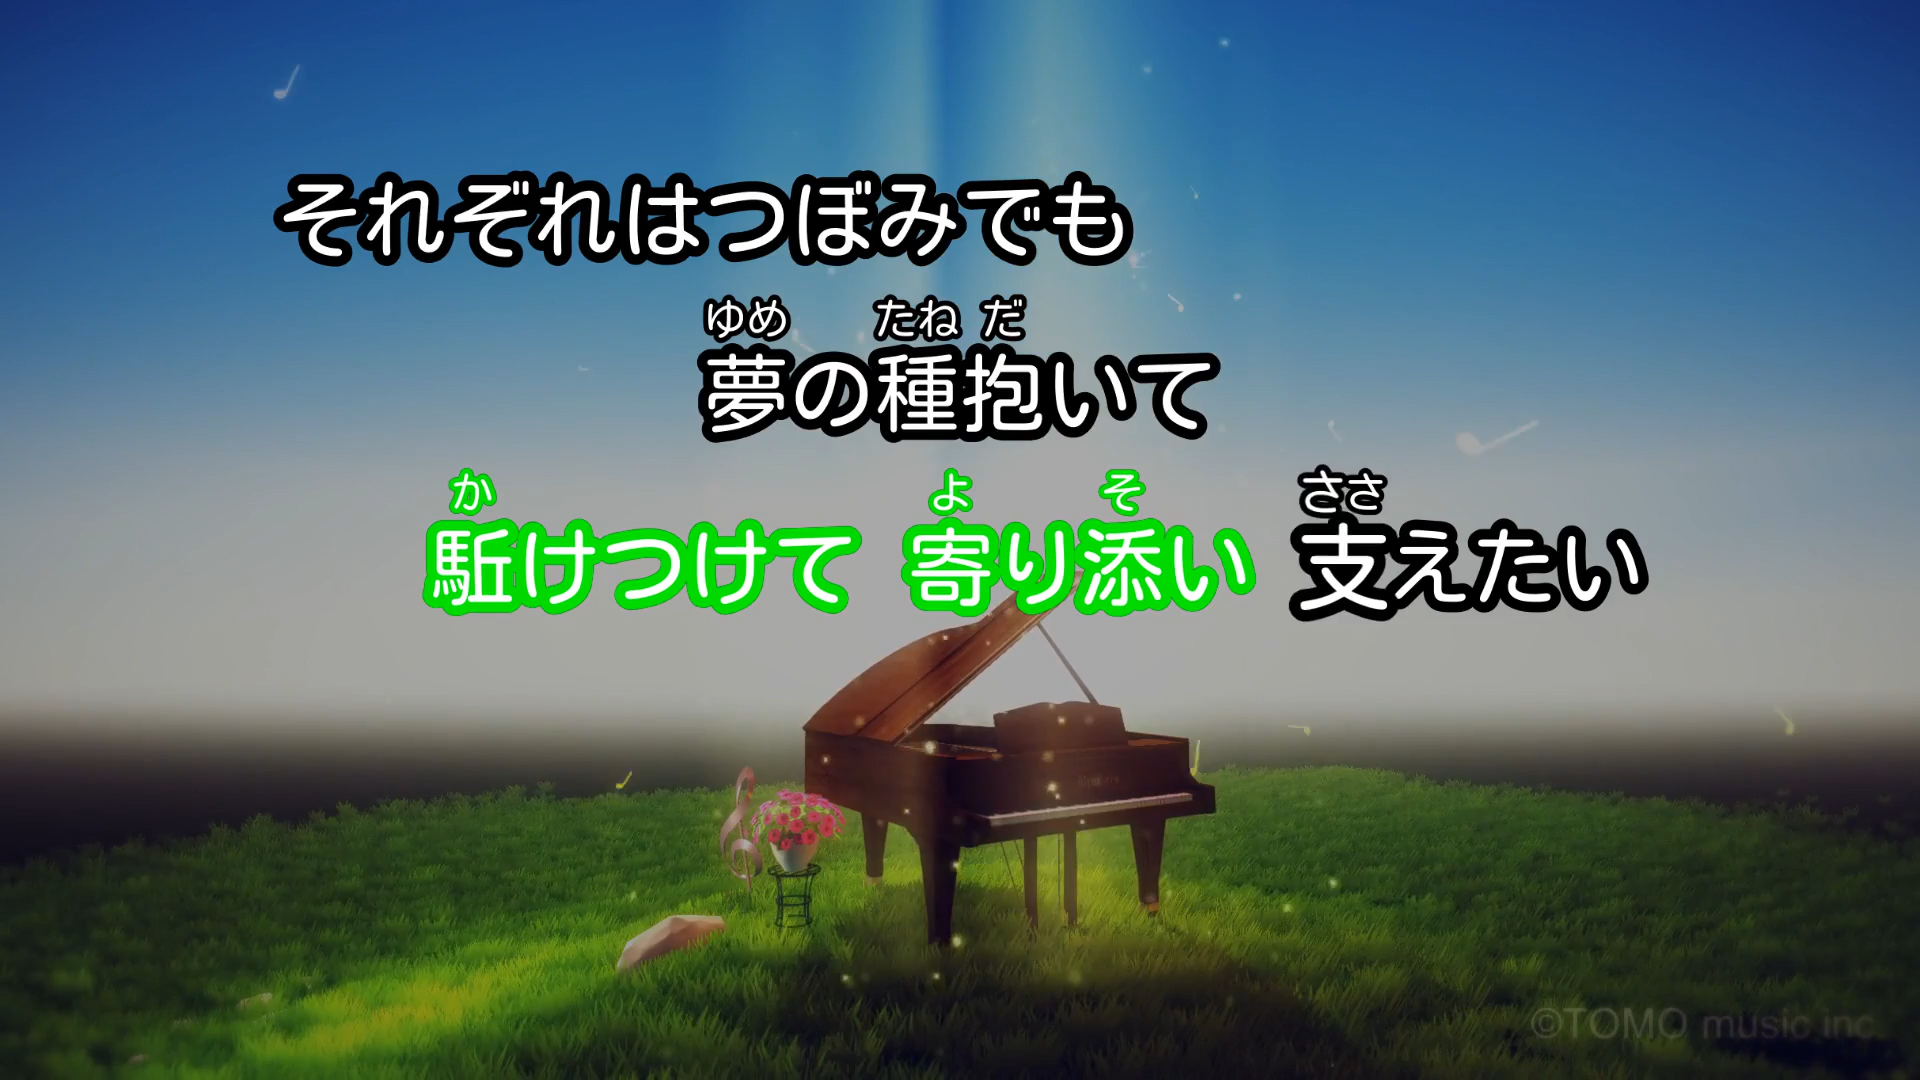 それぞれはつぼみでも
ゆめ たね だ
夢の種抱いて
か よ そ ささ
駈けつけて 寄り添い 支えたい
©TOMO music inc.